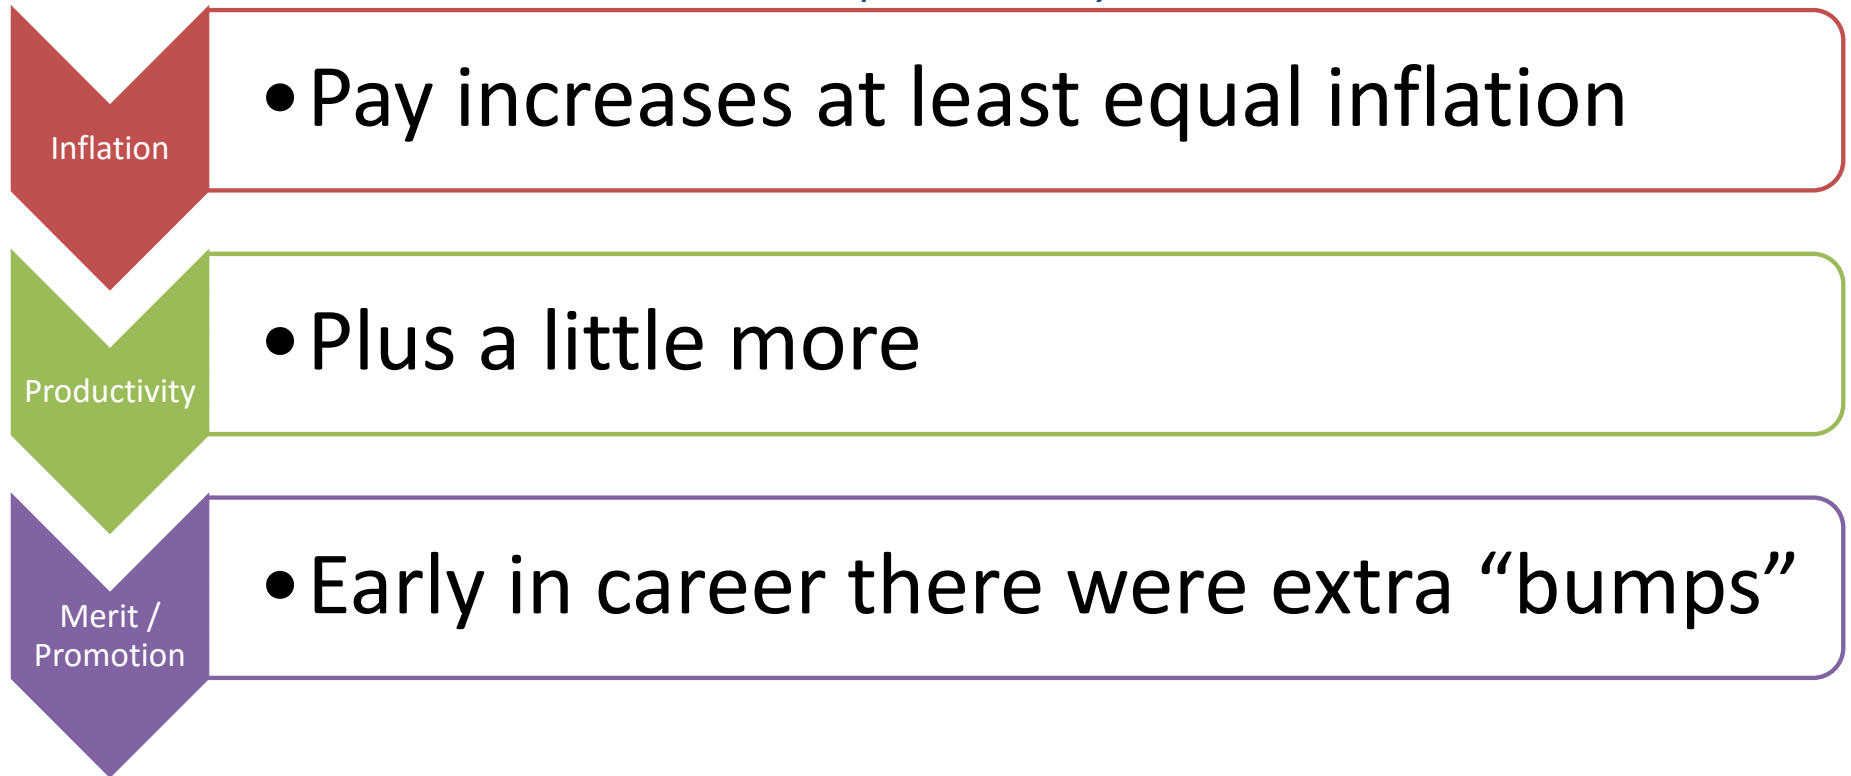 Inflation
•Pay increases at least equal inflation
Productivity
•Plus a little more
Merit /
Promotion
•Early in career there were extra “bumps”